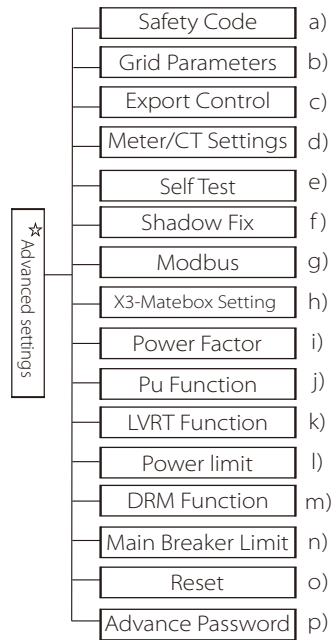 Safety Code a)
Grid Parameters b)
Export Control c)
Meter/CT Settings d)
Self Test e)
Shadow Fix f)
Modbus g)
X3-Matebox Setting h)
Power Factor i)
Pu Function j)
LVRT Function k)
Power limit l)
DRM Function m)
Main Breaker Limit n)
Reset o)
Advance Password p)
☆Advanced settings